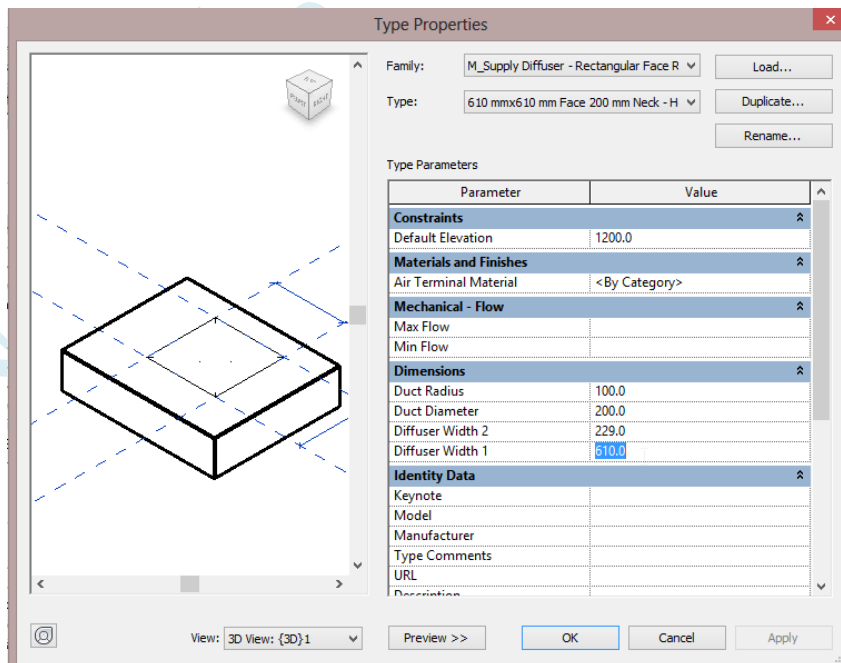 Type Properties
Family: M_Supply Diffuser - Rectangular Face R Load...
Type: 610 mmx610 mm Face 200 mm Neck - H Duplicate...
Rename...
Type Parameters
Parameter Value
Constraints
Default Elevation 1200.0
Materials and Finishes
Air Terminal Material <By Category>
Mechanical - Flow
Max Flow
Min Flow
Dimensions
Duct Radius 100.0
Duct Diameter 200.0
Diffuser Width 2 229.0
Diffuser Width 1 610.0
Identity Data
Keynote
Model
Manufacturer
Type Comments
URL
Description
View: 3D View: {3D}1 Preview >> OK Cancel Apply